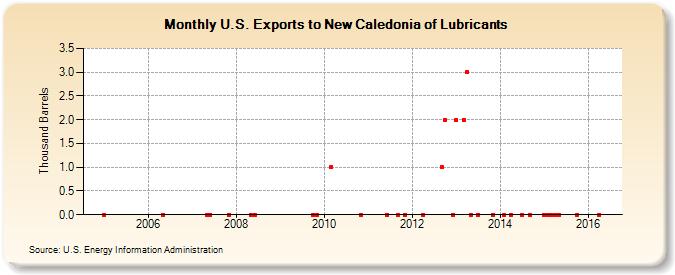 Monthly U.S. Exports to New Caledonia of Lubricants
Thousand Barrels
3.5
3.0
2.5
2.0
1.5
1.0
0.5
0.0
2006 2008 2010 2012 2014 2016
Source: U.S. Energy Information Administration